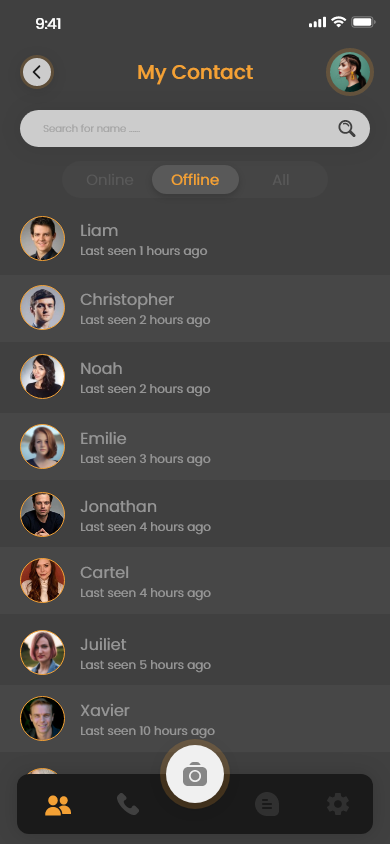 9:41
My Contact
Search for name .....
Online Offline All
Liam
Last seen 1 hours ago
Christopher
Last seen 2 hours ago
Noah
Last seen 2 hours ago
Emilie
Last seen 3 hours ago
Jonathan
Last seen 4 hours ago
Cartel
Last seen 4 hours ago
Juiliet
Last seen 5 hours ago
Xavier
Last seen 10 hours ago